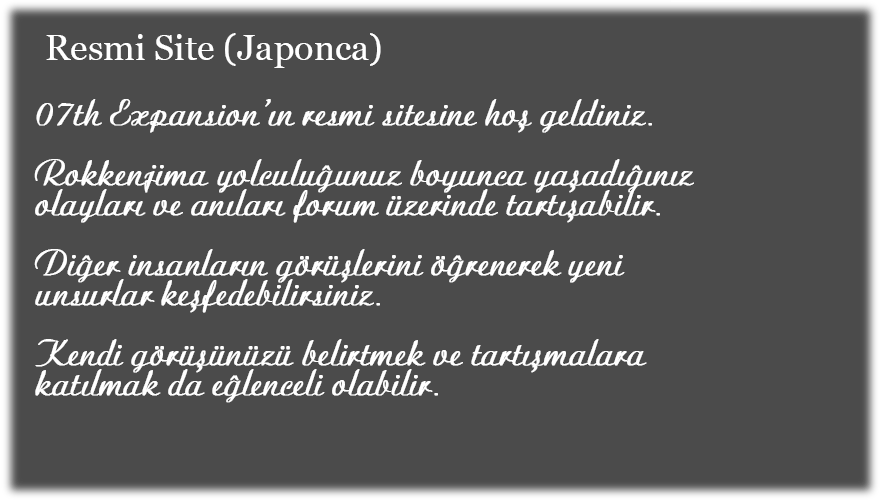 Resmi Site (Japonca)
07th Expansion'ın resmi sitesine hoş geldiniz.
Rokkenjima yolculuğunuz boyunca yaşadığınız
olayları ve anıları forum üzerinde tartışabilir.
Diğer insanların görüşlerini öğrenerek yeni
unsurlar keşfedebilirsiniz.
Kendi görüşünüzü belirtmek ve tartışmalara
katılmak da eğlenceli olabilir.